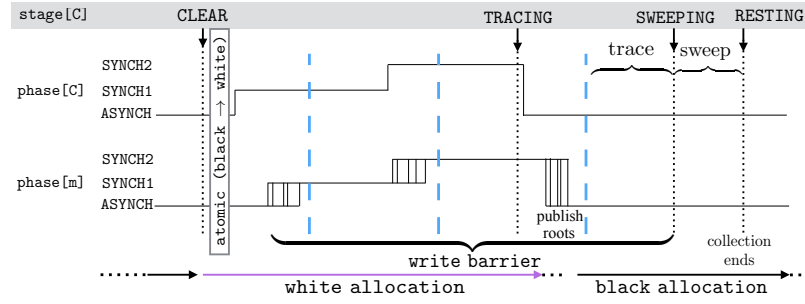 stage[C] CLEAR TRACING SWEEPING RESTING
trace sweep
SYNCH2
phase[C] SYNCH1
ASYNCH
atomic (black → white)
SYNCH2
phase[m] SYNCH1
ASYNCH
publish
roots
write barrier
collection
ends
white allocation black allocation